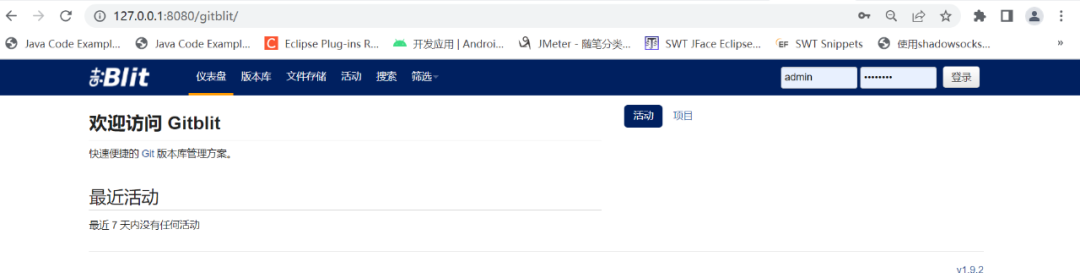 127.0.0.1:8080/gitblit/
Java Code Exampl... Java Code Exampl... Eclipse Plug-ins R... 开发应用 | Androi... JMeter - 随笔分类... SWT JFace Eclipse... SWT Snippets 使用shadowsocks... »
Blit 仪表盘 版本库 文件存储 活动 搜索 筛选 admin •••••••• 登录
欢迎访问 Gitblit
活动 项目
快速便捷的 Git 版本库管理方案。
最近活动
最近 7 天内没有任何活动
v1.9.2